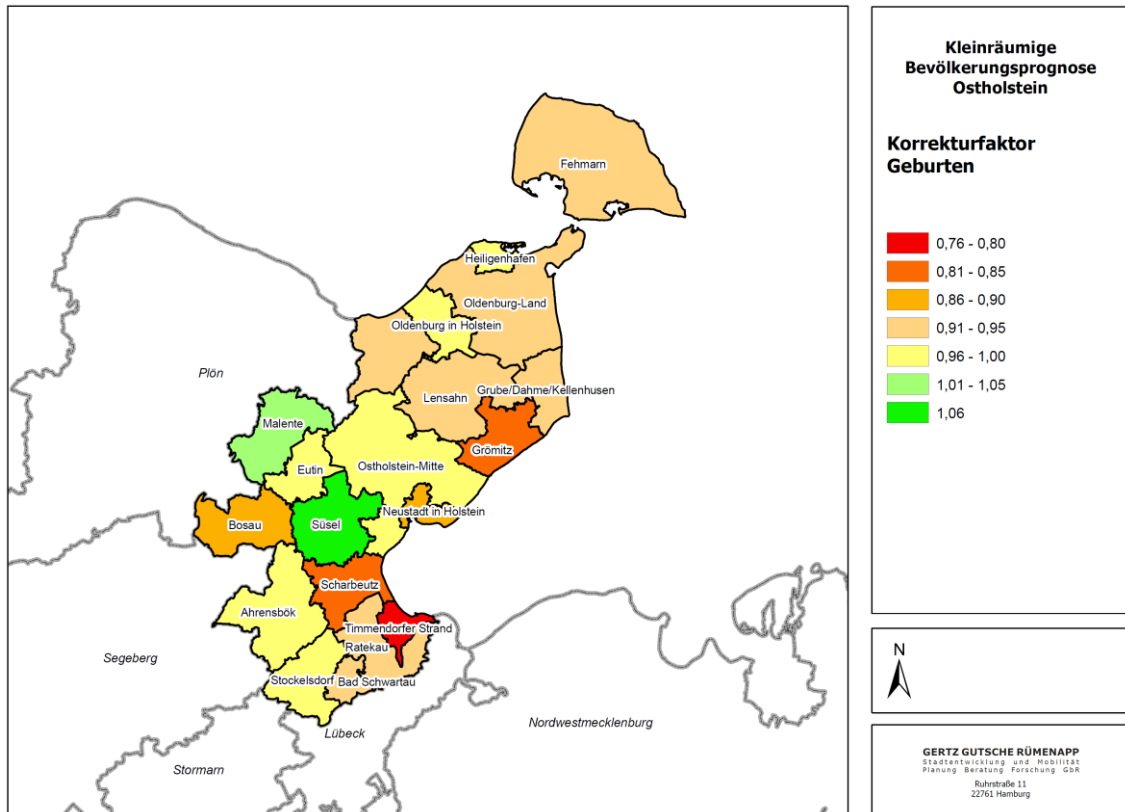 Kleinräumige
Bevölkerungsprognose
Ostholstein
Korrekturfaktor
Geburten
0,76 - 0,80
0,81 - 0,85
0,86 - 0,90
0,91 - 0,95
0,96 - 1,00
1,01 - 1,05
1,06
Fehmarn
Heiligenhafen
Oldenburg-Land
Oldenburg in Holstein
Plön
Lensahn
Grube/Dahme/Kellenhusen
Malente
Grömitz
Eutin
Ostholstein-Mitte
Neustadt in Holstein
Bosau
Süsel
Scharbeutz
Ahrensbök
Timmendorfer Strand
Ratekau
Segeberg
Stockelsdorf
Bad Schwartau
Nordwestmecklenburg
Lübeck
Stormarn
N
GERTZ GUTSCHE RÜMENAPP
Stadtentwicklung und Mobilität
Planung Beratung Forschung GbR
Ruhrstraße 11
22761 Hamburg